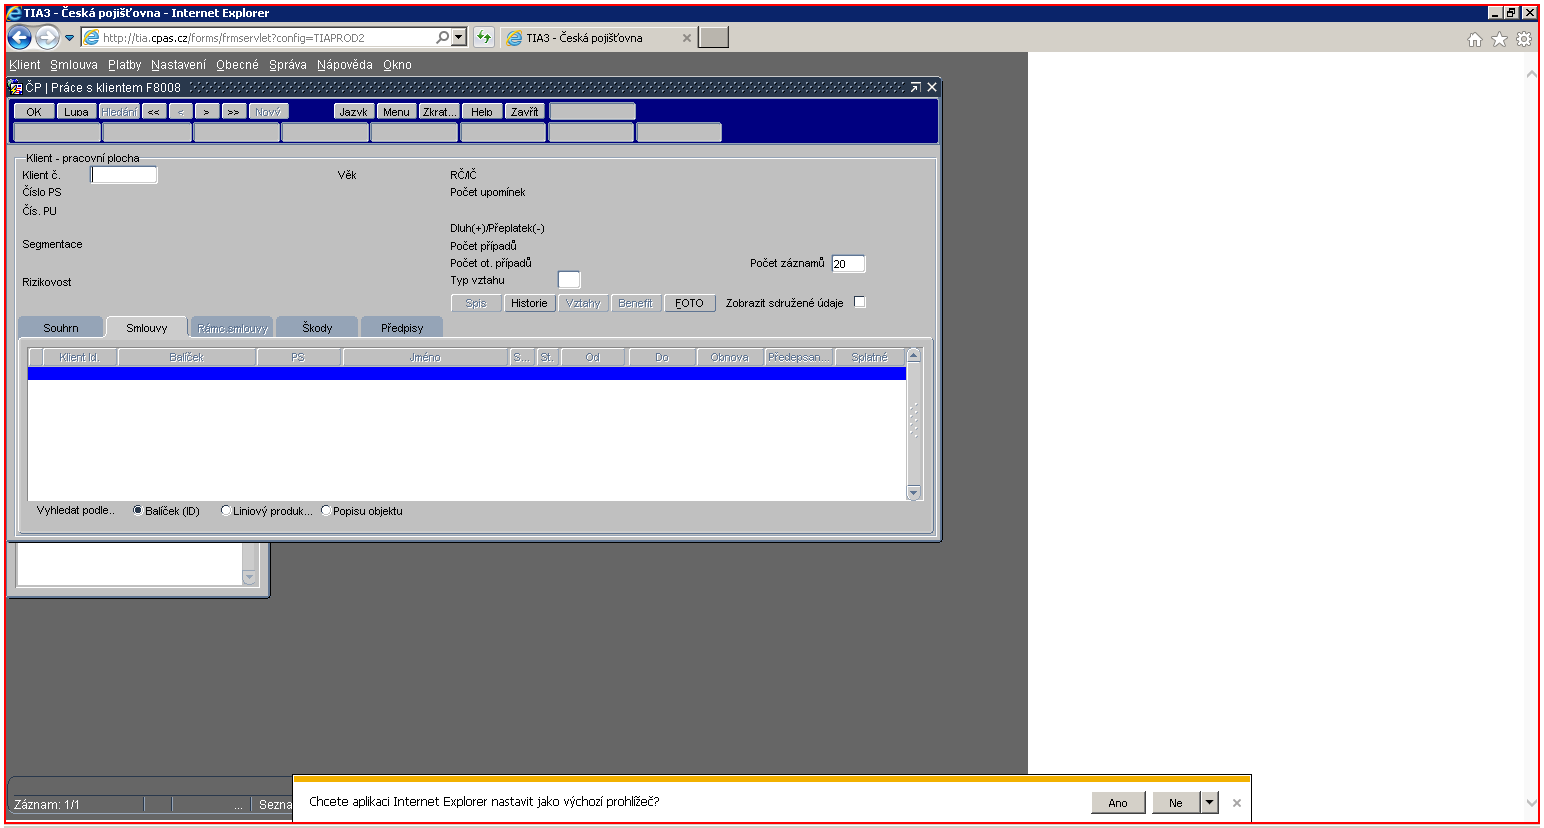 TIA3 - Česká pojišťovna - Internet Explorer
http://tia.cpas.cz/forms/frmservlet?config=TIAPROD2
TIA3 - Česká pojišťovna
Klient Smlouva Platby Nastavení Obecné Správa Nápověda Okno
ČP | Práce s klientem F8008
OK Lupa Hledání << < > >> Nový Jazyk Menu Zkrat... Help Zavřít
Klient - pracovní plocha
Klient č. Věk RČ/IČ
Číslo PS Počet upomínek
Čís. PU
Dluh(+)/Přeplatek(-)
Segmentace Počet případů
Počet ot. případů Počet záznamů 20
Rizikovost Typ vztahu
Spis Historie Vztahy Benefit FOTO Zobrazit sdružené údaje
Souhrn Smlouvy Rámc.smlouvy Škody Předpisy
Klient Id. Balíček PS Jméno S... St. Od Do Obnova Předepsan... Splatné
Vyhledat podle.. Balíček (ID) Liniový produk... Popisu objektu
Záznam: 1/1 ... Sezna
Chcete aplikaci Internet Explorer nastavit jako výchozí prohlížeč? Ano Ne